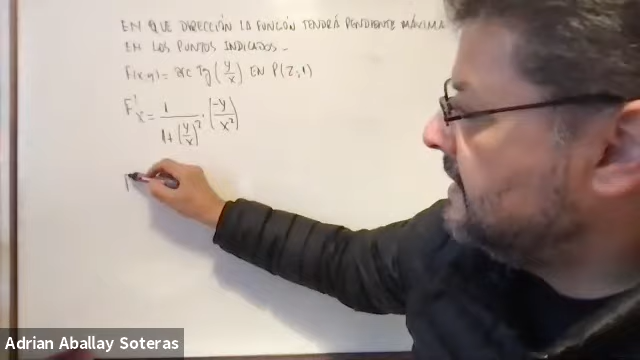 EN QUE DIRECCIÓN LA FUNCIÓN TENDRÁ PENDIENTE MÁXIMA
EN LOS PUNTOS INDICADOS.-
F(x,y) = arc Tg (y/x) EN P(2,1)
F'x = 1/(1+(y/x)²) · (-y/x²)
Adrian Aballay Soteras